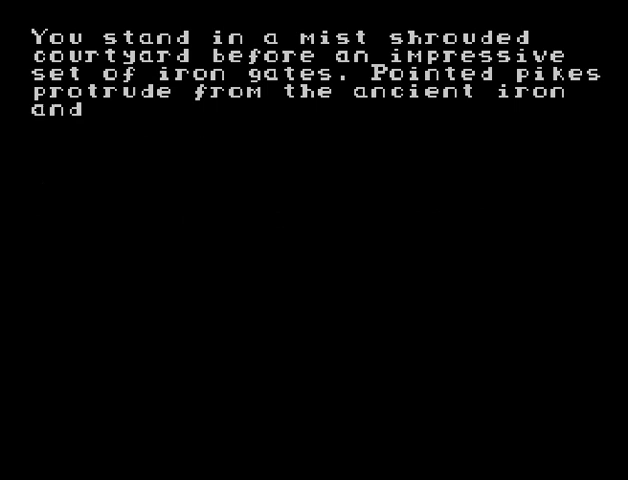 You stand in a mist shrouded
courtyard before an impressive
set of iron gates. Pointed pikes
protrude from the ancient iron
and